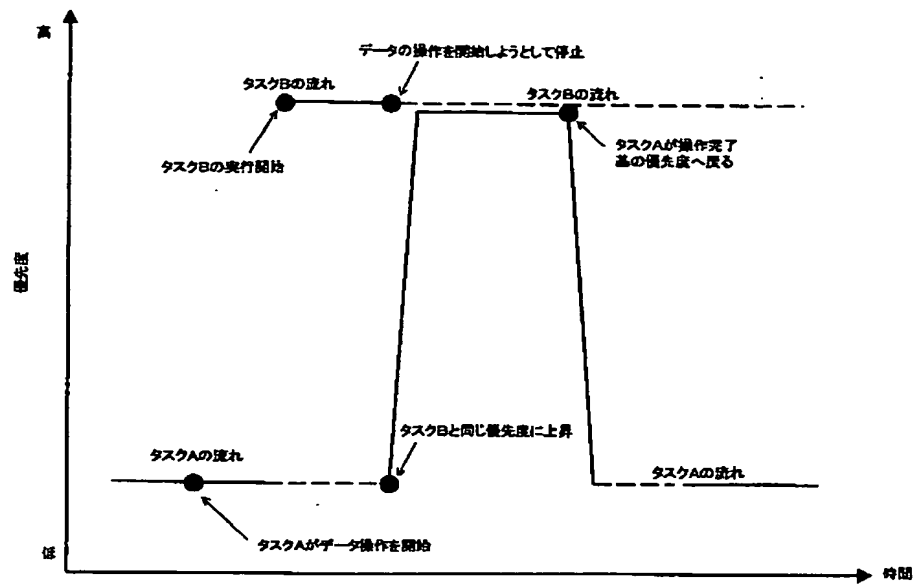 高
データの操作を開始しようとして停止
タスクBの流れ
タスクBの流れ
タスクBの実行開始
タスクAが操作完了
基の優先度へ戻る
優先度
タスクBと同じ優先度に上昇
タスクAの流れ
タスクAの流れ
タスクAがデータ操作を開始
低
時間